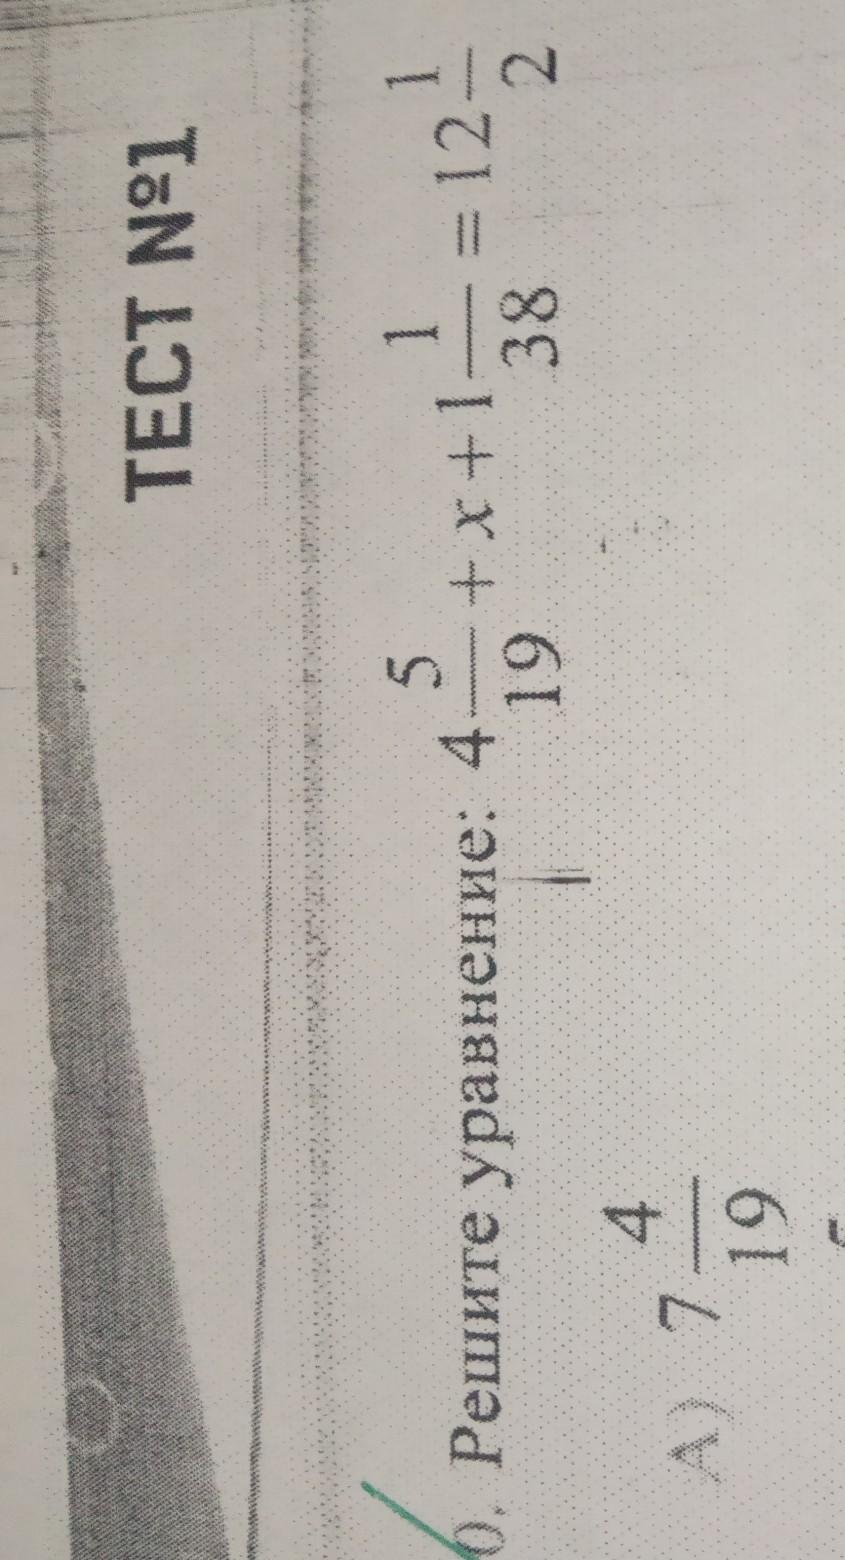 ТЕСТ №1
0. Решите уравнение: 4 5/19 + x + 1 1/38 = 12 1/2
А) 7 4/19